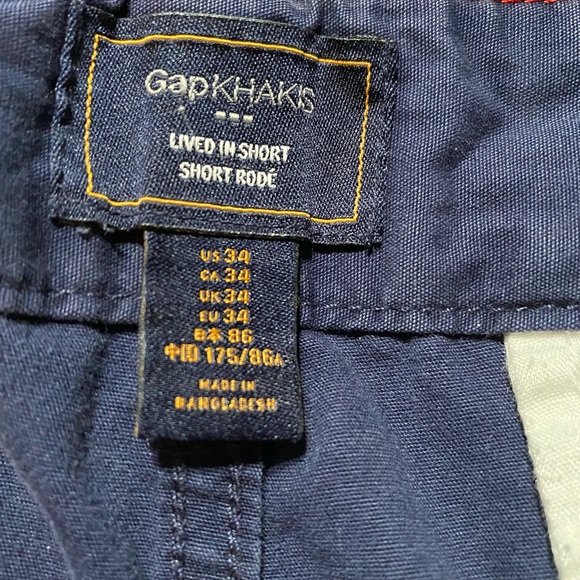 GapKHAKIS
LIVED IN SHORT
SHORT RODÉ
US 34
CA 34
UK 34
EU 34
日本 86
中国 175/86A
MADE IN
BANGLADESH